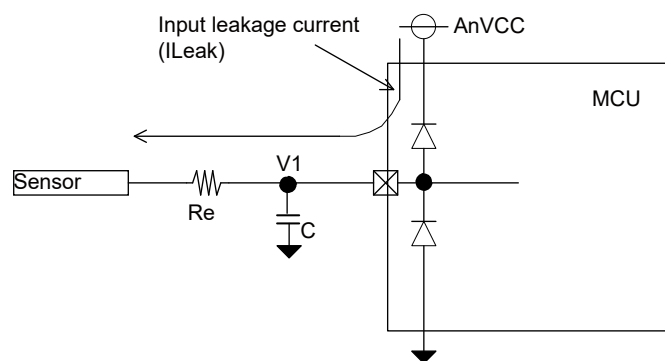 Input leakage current
(ILeak)
AnVCC
MCU
V1
Sensor
Re
C